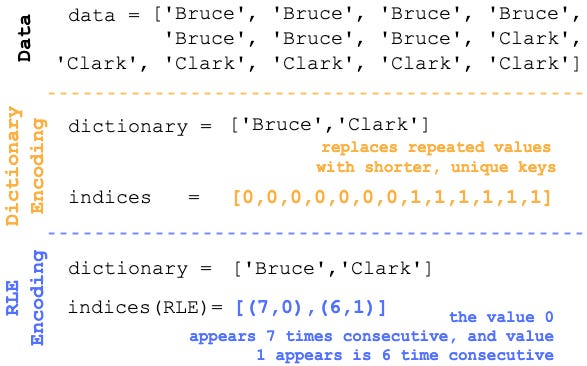 Data
data = ['Bruce', 'Bruce', 'Bruce', 'Bruce',
'Bruce', 'Bruce', 'Bruce', 'Clark',
'Clark', 'Clark', 'Clark', 'Clark', 'Clark']
Dictionary
Encoding
dictionary = ['Bruce','Clark']
replaces repeated values
with shorter, unique keys
indices = [0,0,0,0,0,0,0,1,1,1,1,1,1]
RLE
Encoding
dictionary = ['Bruce','Clark']
indices(RLE)= [(7,0),(6,1)]
the value 0
appears 7 times consecutive, and value
1 appears is 6 time consecutive